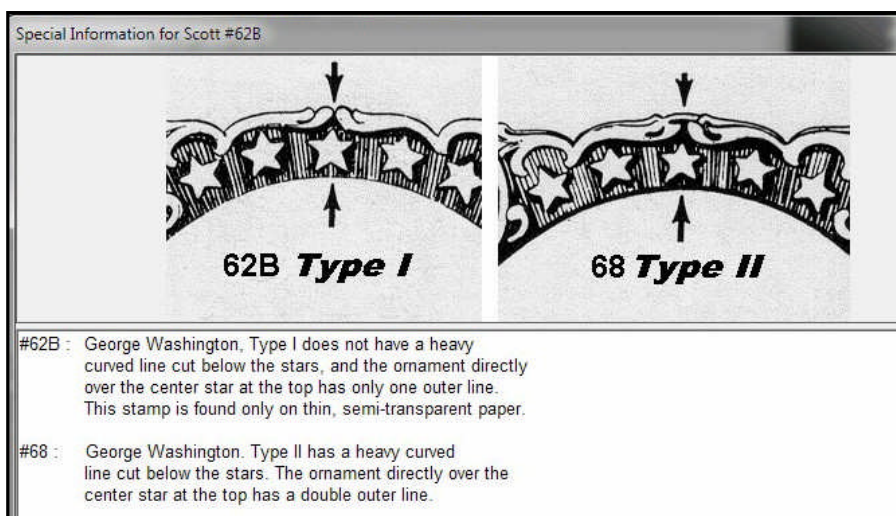 Special Information for Scott #62B
62B Type I
68 Type II
#62B : George Washington, Type I does not have a heavy
curved line cut below the stars, and the ornament directly
over the center star at the top has only one outer line.
This stamp is found only on thin, semi-transparent paper.
#68 : George Washington. Type II has a heavy curved
line cut below the stars. The ornament directly over the
center star at the top has a double outer line.